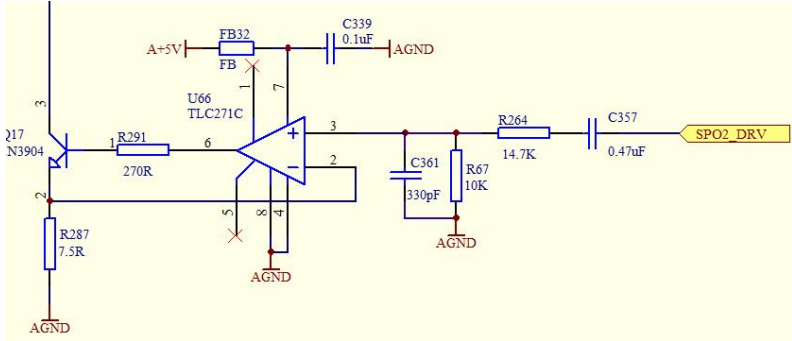 C339
0.1uF
FB32
A+5V
AGND
FB
1
7
U66
TLC271C
3
Q17
N3904
R291
1
6
270R
+
3
R264
C357
SPO2_DRV
14.7K
0.47uF
-
2
C361
R67
10K
330pF
2
5
8
4
R287
7.5R
AGND
AGND
AGND